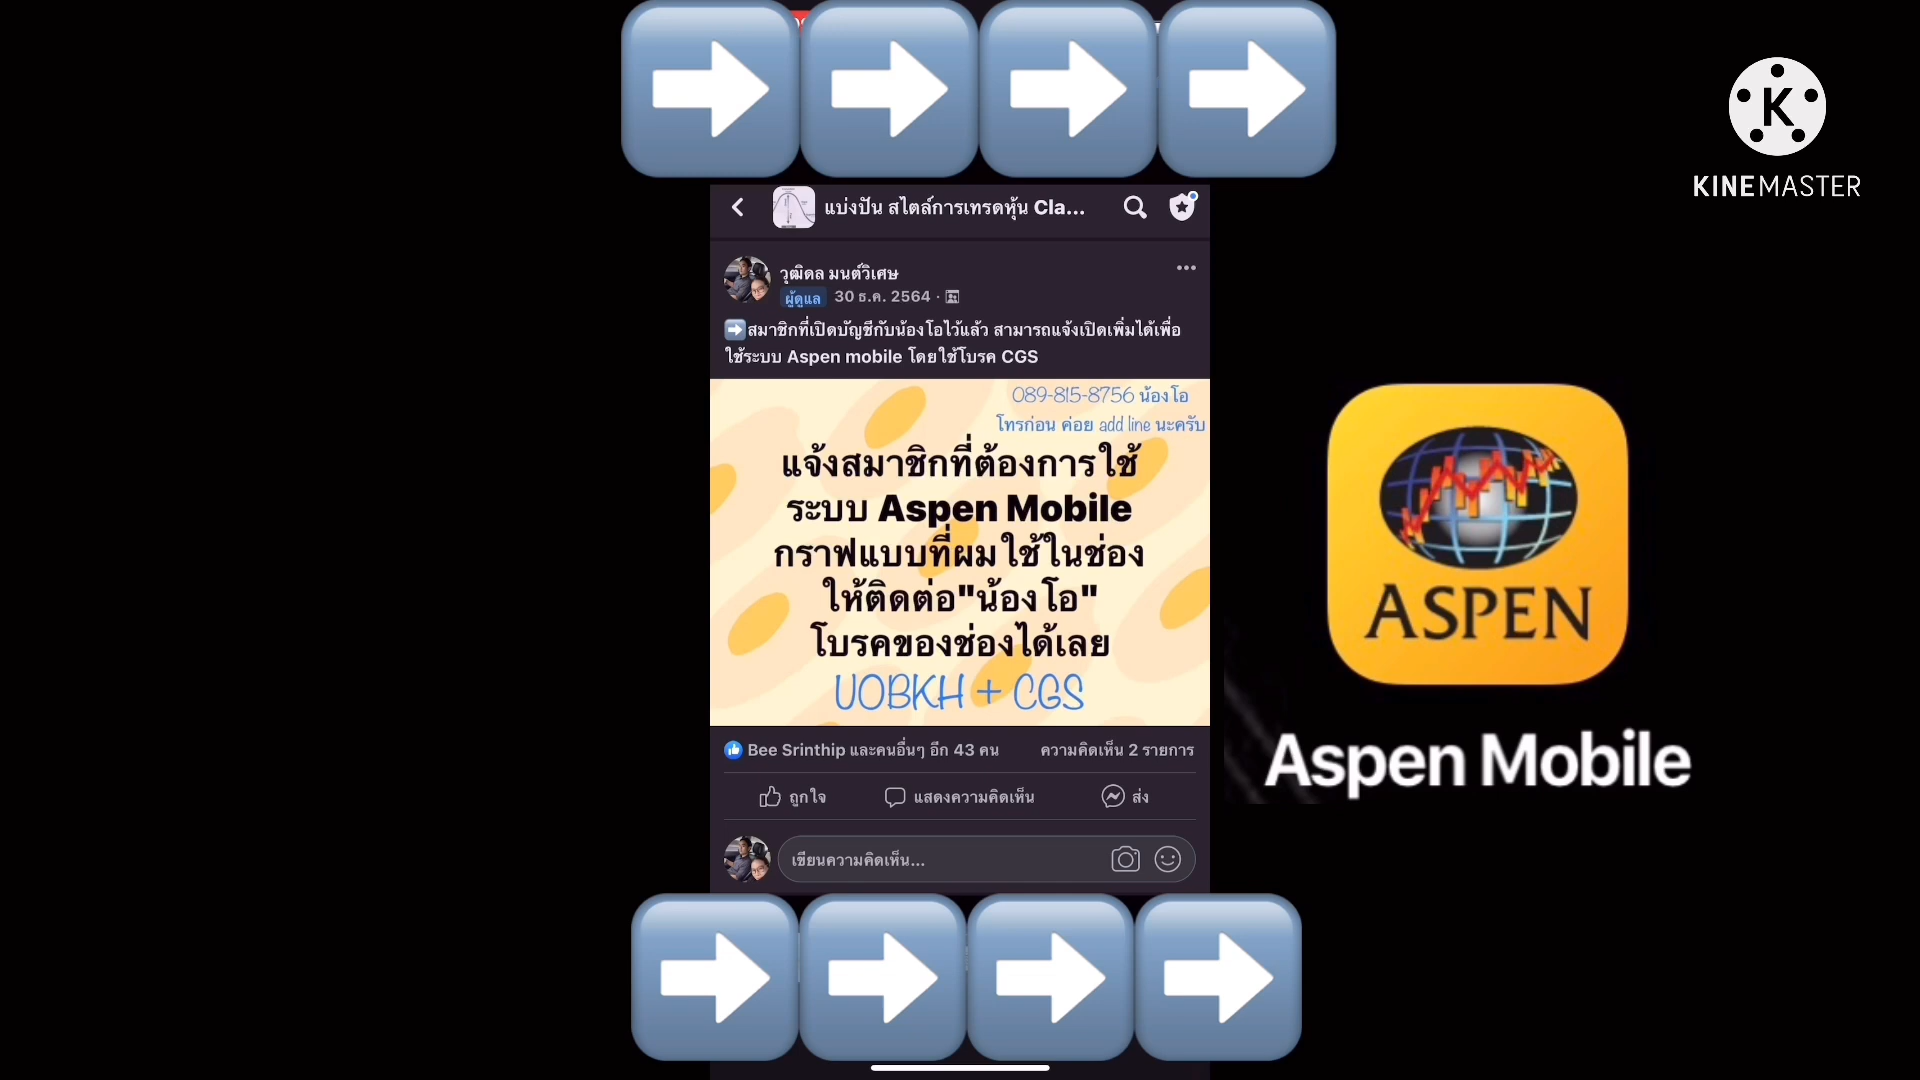 KINEMASTER
แบ่งปัน สไตล์การเทรดหุ้น Cla...
วุฒิดล มนต์วิเศษ
ผู้ดูแล 30 ธ.ค. 2564 ·
➡สมาชิกที่เปิดบัญชีกับน้องโอไว้แล้ว สามารถแจ้งเปิดเพิ่มได้เพื่อ
ใช้ระบบ Aspen mobile โดยใช้โบรค CGS
089-815-8756 น้องโอ
โทรก่อน ค่อย add line นะครับ
แจ้งสมาชิกที่ต้องการใช้
ระบบ Aspen Mobile
กราฟแบบที่ผมใช้ในช่อง
ให้ติดต่อ"น้องโอ"
โบรคของช่องได้เลย
UOBKH + CGS
Bee Srinthip และคนอื่นๆ อีก 43 คน ความคิดเห็น 2 รายการ
ถูกใจ แสดงความคิดเห็น ส่ง
เขียนความคิดเห็น...
ASPEN
Aspen Mobile